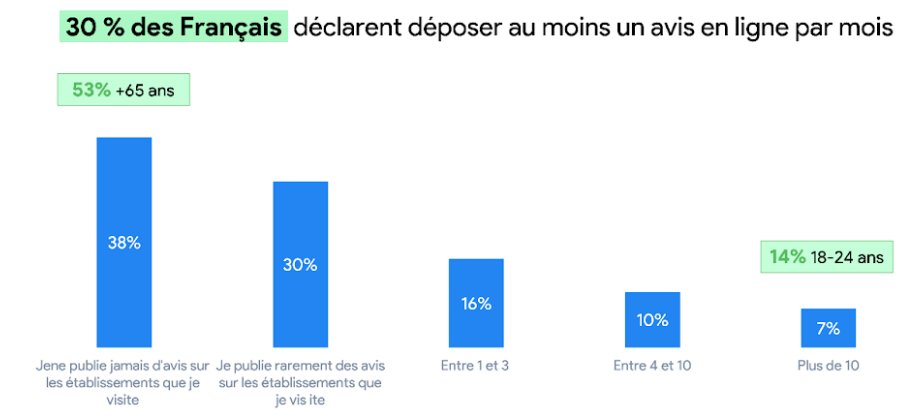 30 % des Français déclarent déposer au moins un avis en ligne par mois
53% +65 ans
14% 18-24 ans
38%
30%
16%
10%
7%
Jene publie jamais d'avis sur
les établissements que je
visite
Je publie rarement des avis
sur les établissements que
je vis ite
Entre 1 et 3
Entre 4 et 10
Plus de 10